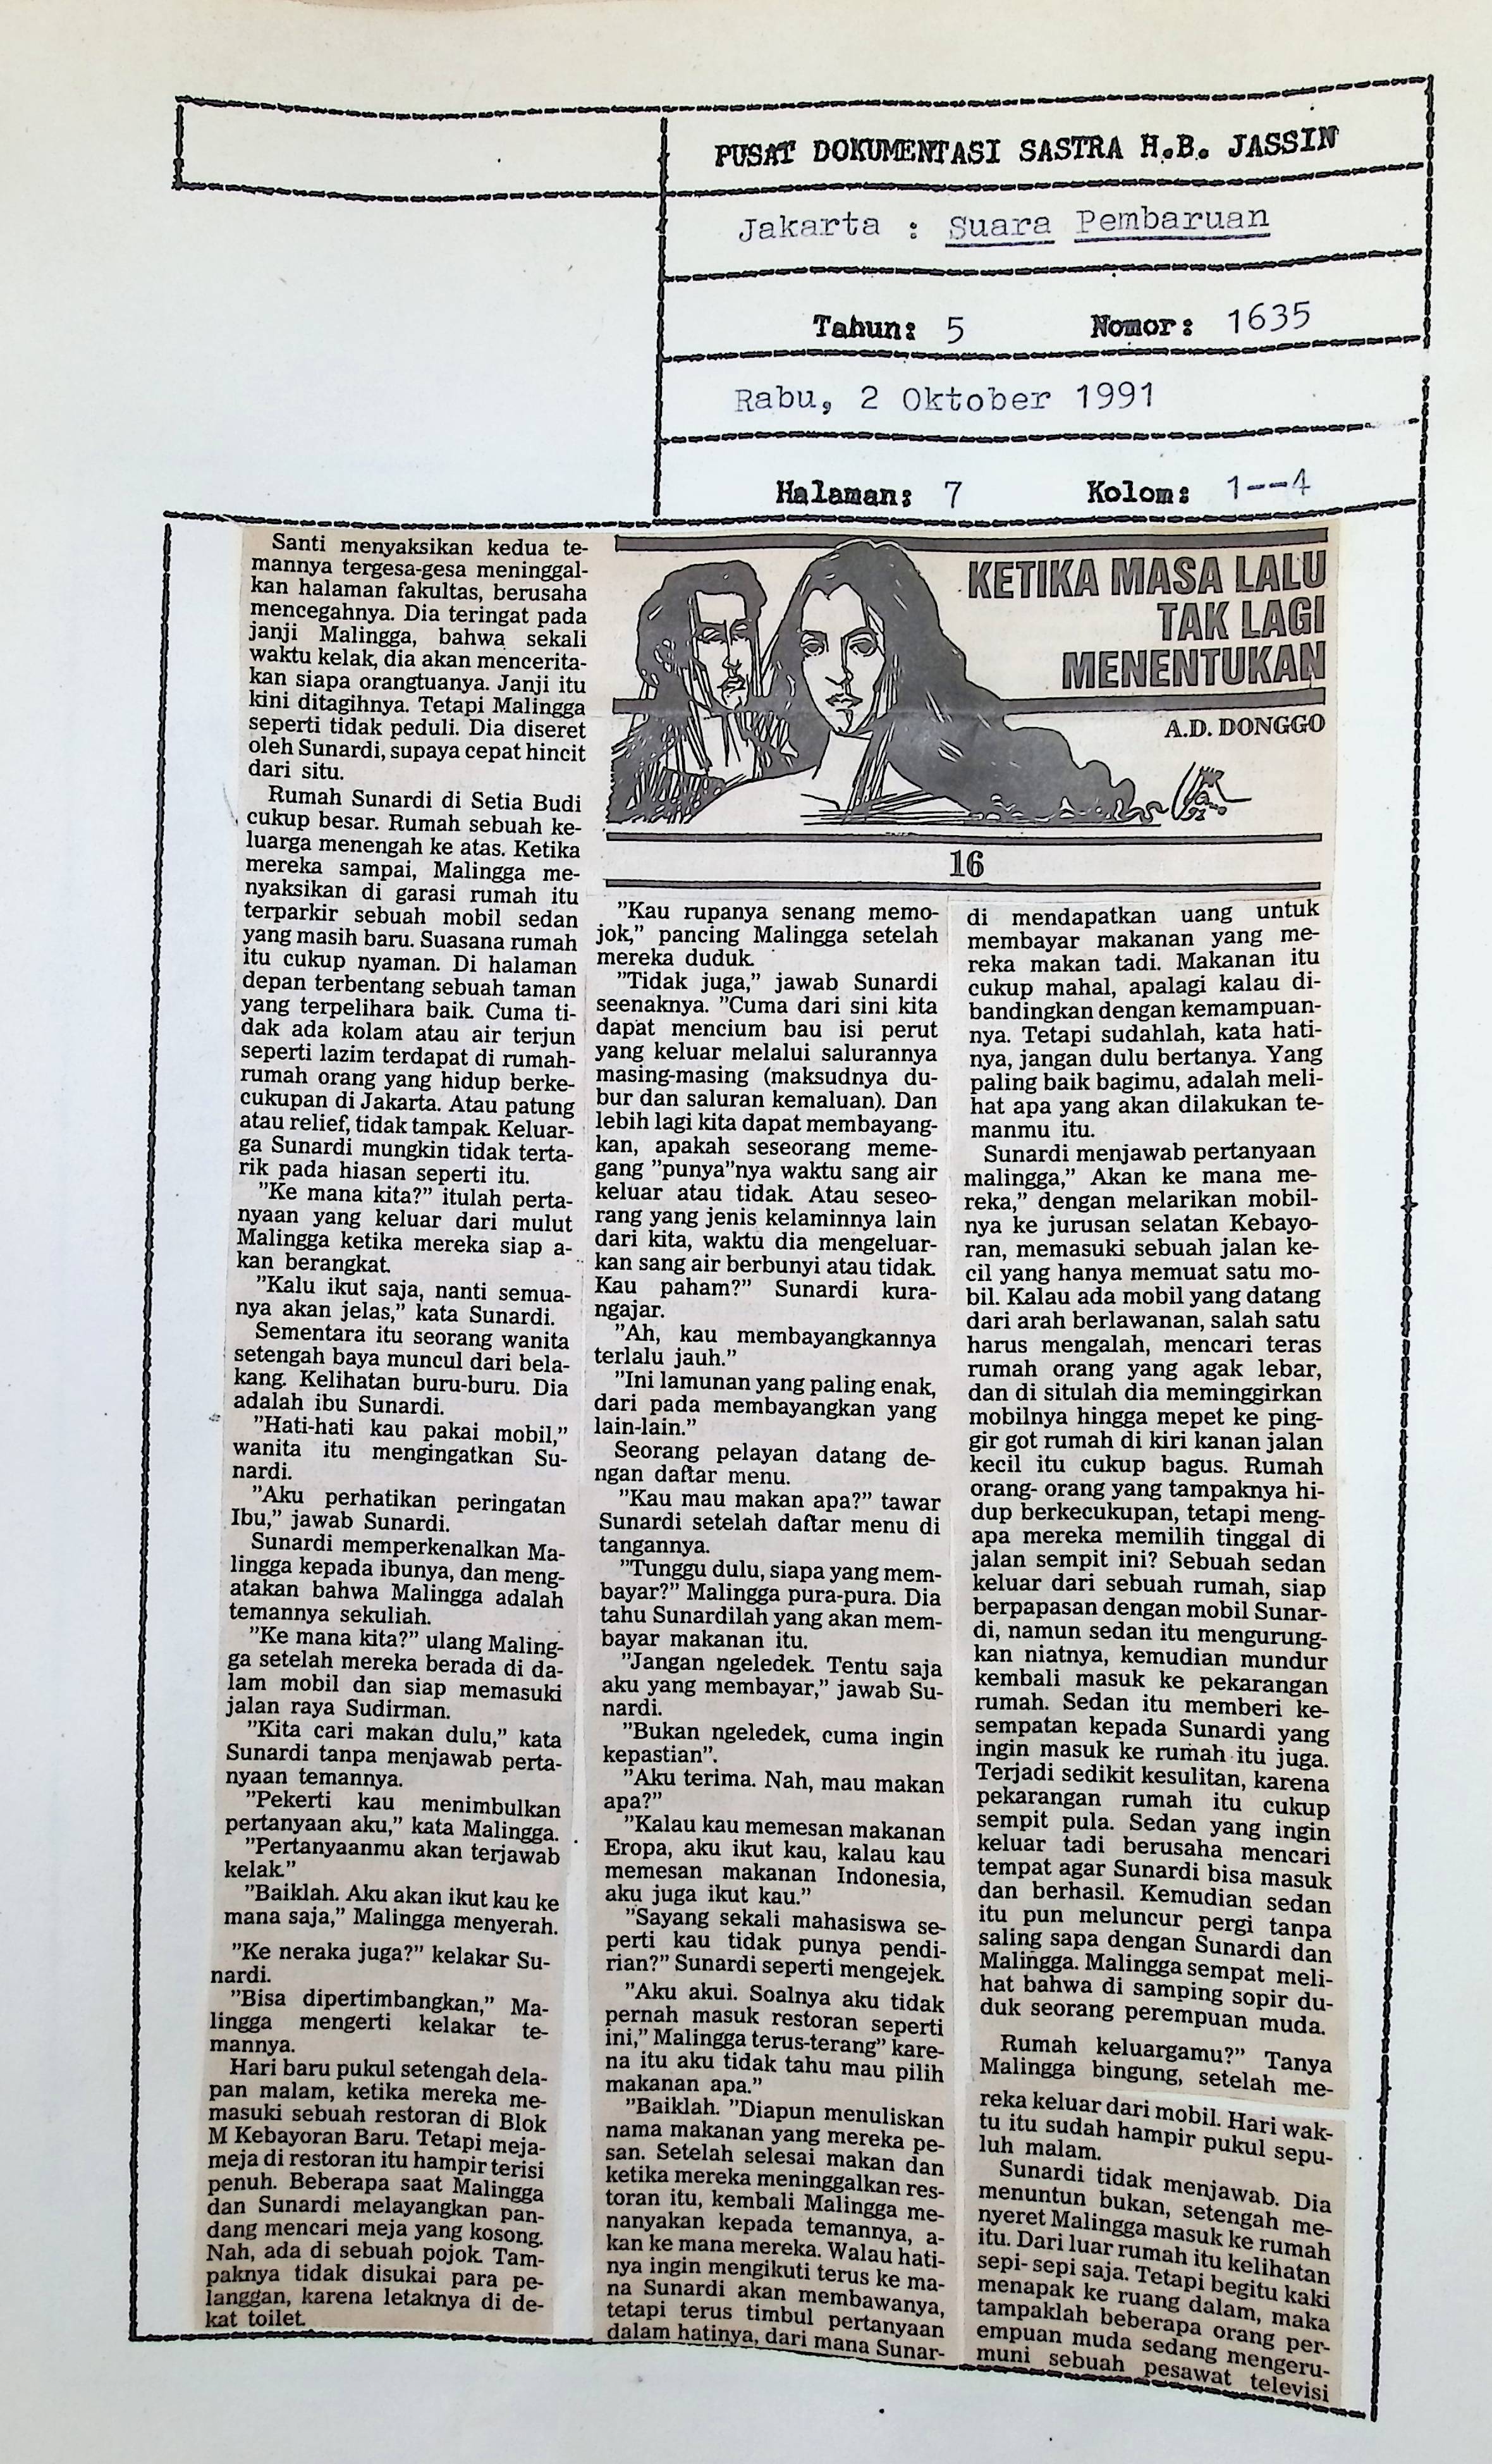 PUSAT DOKUMENTASI SASTRA H.B. JASSIN
Jakarta : Suara Pembaruan
Tahun: 5 Nomor: 1635
Rabu, 2 Oktober 1991
Halaman: 7 Kolom: 1--4
KETIKA MASA LALU
TAK LAGI
MENENTUKAN
A.D. DONGGO
16
Santi menyaksikan kedua te-
mannya tergesa-gesa meninggal-
kan halaman fakultas, berusaha
mencegahnya. Dia teringat pada
janji Malingga, bahwa sekali
waktu kelak, dia akan mencerita-
kan siapa orangtuanya. Janji itu
kini ditagihnya. Tetapi Malingga
seperti tidak peduli. Dia diseret
oleh Sunardi, supaya cepat hincit
dari situ.
Rumah Sunardi di Setia Budi
cukup besar. Rumah sebuah ke-
luarga menengah ke atas. Ketika
mereka sampai, Malingga me-
nyaksikan di garasi rumah itu
terparkir sebuah mobil sedan
yang masih baru. Suasana rumah
itu cukup nyaman. Di halaman
depan terbentang sebuah taman
yang terpelihara baik. Cuma ti-
dak ada kolam atau air terjun
seperti lazim terdapat di rumah-
rumah orang yang hidup berke-
cukupan di Jakarta. Atau patung
atau relief, tidak tampak. Keluar-
ga Sunardi mungkin tidak terta-
rik pada hiasan seperti itu.
"Ke mana kita?" itulah perta-
nyaan yang keluar dari mulut
Malingga ketika mereka siap a-
kan berangkat.
"Kalu ikut saja, nanti semua-
nya akan jelas," kata Sunardi.
Sementara itu seorang wanita
setengah baya muncul dari bela-
kang. Kelihatan buru-buru. Dia
adalah ibu Sunardi.
"Hati-hati kau pakai mobil,"
wanita itu mengingatkan Su-
nardi.
"Aku perhatikan peringatan
Ibu," jawab Sunardi.
Sunardi memperkenalkan Ma-
lingga kepada ibunya, dan meng-
atakan bahwa Malingga adalah
temannya sekuliah.
"Ke mana kita?" ulang Maling-
ga setelah mereka berada di da-
lam mobil dan siap memasuki
jalan raya Sudirman.
"Kita cari makan dulu," kata
Sunardi tanpa menjawab perta-
nyaan temannya.
"Pekerti kau menimbulkan
pertanyaan aku," kata Malingga.
"Pertanyaanmu akan terjawab
kelak."
"Baiklah. Aku akan ikut kau ke
mana saja," Malingga menyerah.
"Ke neraka juga?" kelakar Su-
nardi.
"Bisa dipertimbangkan," Ma-
lingga mengerti kelakar te-
mannya.
Hari baru pukul setengah dela-
pan malam, ketika mereka me-
masuki sebuah restoran di Blok
M Kebayoran Baru. Tetapi meja-
meja di restoran itu hampir terisi
penuh. Beberapa saat Malingga
dan Sunardi melayangkan pan-
dang mencari meja yang kosong.
Nah, ada di sebuah pojok. Tam-
paknya tidak disukai para pe-
langgan, karena letaknya di de-
kat toilet.
"Kau rupanya senang memo-
jok," pancing Malingga setelah
mereka duduk.
"Tidak juga," jawab Sunardi
seenaknya. "Cuma dari sini kita
dapat mencium bau isi perut
yang keluar melalui salurannya
masing-masing (maksudnya du-
bur dan saluran kemaluan). Dan
lebih lagi kita dapat membayang-
kan, apakah seseorang meme-
gang "punya"nya waktu sang air
keluar atau tidak. Atau seseo-
rang yang jenis kelaminnya lain
dari kita, waktu dia mengeluar-
kan sang air berbunyi atau tidak.
Kau paham?" Sunardi kura-
ngajar.
"Ah, kau membayangkannya
terlalu jauh."
"Ini lamunan yang paling enak,
dari pada membayangkan yang
lain-lain."
Seorang pelayan datang de-
ngan daftar menu.
"Kau mau makan apa?" tawar
Sunardi setelah daftar menu di
tangannya.
"Tunggu dulu, siapa yang mem-
bayar?" Malingga pura-pura. Dia
tahu Sunardilah yang akan mem-
bayar makanan itu.
"Jangan ngeledek. Tentu saja
aku yang membayar," jawab Su-
nardi.
"Bukan ngeledek, cuma ingin
kepastian".
"Aku terima. Nah, mau makan
apa?"
"Kalau kau memesan makanan
Eropa, aku ikut kau, kalau kau
memesan makanan Indonesia,
aku juga ikut kau."
"Sayang sekali mahasiswa se-
perti kau tidak punya pendi-
rian?" Sunardi seperti mengejek.
"Aku akui. Soalnya aku tidak
pernah masuk restoran seperti
ini," Malingga terus-terang" kare-
na itu aku tidak tahu mau pilih
makanan apa."
"Baiklah. "Diapun menuliskan
nama makanan yang mereka pe-
san. Setelah selesai makan dan
ketika mereka meninggalkan res-
toran itu, kembali Malingga me-
nanyakan kepada temannya, a-
kan ke mana mereka. Walau hati-
nya ingin mengikuti terus ke ma-
na Sunardi akan membawanya,
tetapi terus timbul pertanyaan
dalam hatinya, dari mana Sunar-
di mendapatkan uang untuk
membayar makanan yang me-
reka makan tadi. Makanan itu
cukup mahal, apalagi kalau di-
bandingkan dengan kemampuan-
nya. Tetapi sudahlah, kata hati-
nya, jangan dulu bertanya. Yang
paling baik bagimu, adalah meli-
hat apa yang akan dilakukan te-
manmu itu.
Sunardi menjawab pertanyaan
malingga," Akan ke mana me-
reka," dengan melarikan mobil-
nya ke jurusan selatan Kebayo-
ran, memasuki sebuah jalan ke-
cil yang hanya memuat satu mo-
bil. Kalau ada mobil yang datang
dari arah berlawanan, salah satu
harus mengalah, mencari teras
rumah orang yang agak lebar,
dan di situlah dia meminggirkan
mobilnya hingga mepet ke ping-
gir got rumah di kiri kanan jalan
kecil itu cukup bagus. Rumah
orang- orang yang tampaknya hi-
dup berkecukupan, tetapi meng-
apa mereka memilih tinggal di
jalan sempit ini? Sebuah sedan
keluar dari sebuah rumah, siap
berpapasan dengan mobil Sunar-
di, namun sedan itu mengurung-
kan niatnya, kemudian mundur
kembali masuk ke pekarangan
rumah. Sedan itu memberi ke-
sempatan kepada Sunardi yang
ingin masuk ke rumah itu juga.
Terjadi sedikit kesulitan, karena
pekarangan rumah itu cukup
sempit pula. Sedan yang ingin
keluar tadi berusaha mencari
tempat agar Sunardi bisa masuk
dan berhasil. Kemudian sedan
itu pun meluncur pergi tanpa
saling sapa dengan Sunardi dan
Malingga. Malingga sempat meli-
hat bahwa di samping sopir du-
duk seorang perempuan muda.
Rumah keluargamu?" Tanya
Malingga bingung, setelah me-
reka keluar dari mobil. Hari wak-
tu itu sudah hampir pukul sepu-
luh malam.
Sunardi tidak menjawab. Dia
menuntun bukan, setengah me-
nyeret Malingga masuk ke rumah
itu. Dari luar rumah itu kelihatan
sepi- sepi saja. Tetapi begitu kaki
menapak ke ruang dalam, maka
tampaklah beberapa orang per-
empuan muda sedang mengeru-
muni sebuah pesawat televisi